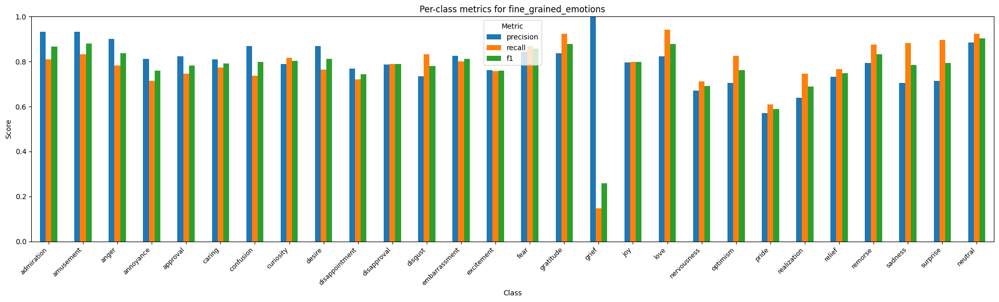 Per-class metrics for fine_grained_emotions
Metric
precision
recall
f1
Score
1.0
0.8
0.6
0.4
0.2
0.0
admiration
amusement
anger
annoyance
approval
caring
confusion
curiosity
desire
disappointment
disapproval
disgust
embarrassment
excitement
fear
gratitude
grief
joy
love
nervousness
optimism
pride
realization
relief
remorse
sadness
surprise
neutral
Class